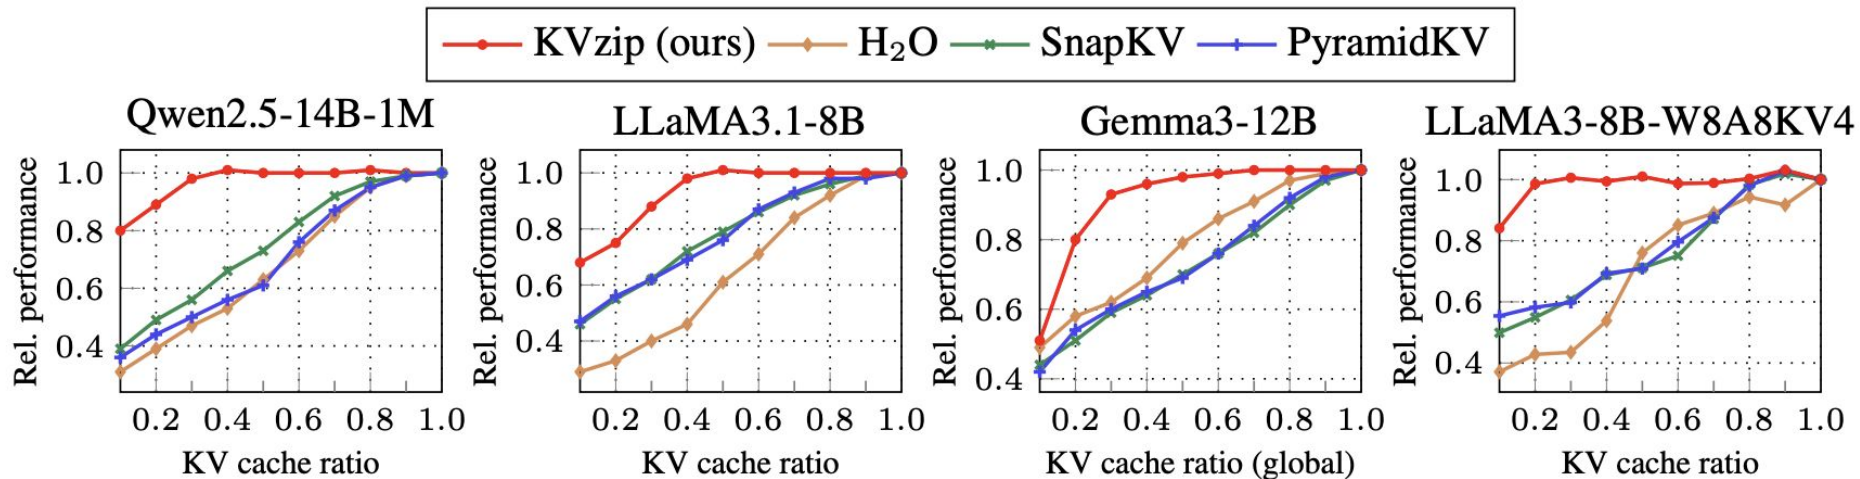 KVzip (ours) H₂O SnapKV PyramidKV
Qwen2.5-14B-1M
Rel. performance
1.0
0.8
0.6
0.4
0.2 0.4 0.6 0.8 1.0
KV cache ratio
LLaMA3.1-8B
Rel. performance
1.0
0.8
0.6
0.4
0.2 0.4 0.6 0.8 1.0
KV cache ratio
Gemma3-12B
Rel. performance
1.0
0.8
0.6
0.4
0.2 0.4 0.6 0.8 1.0
KV cache ratio (global)
LLaMA3-8B-W8A8KV4
Rel. performance
1.0
0.8
0.6
0.4
0.2 0.4 0.6 0.8 1.0
KV cache ratio